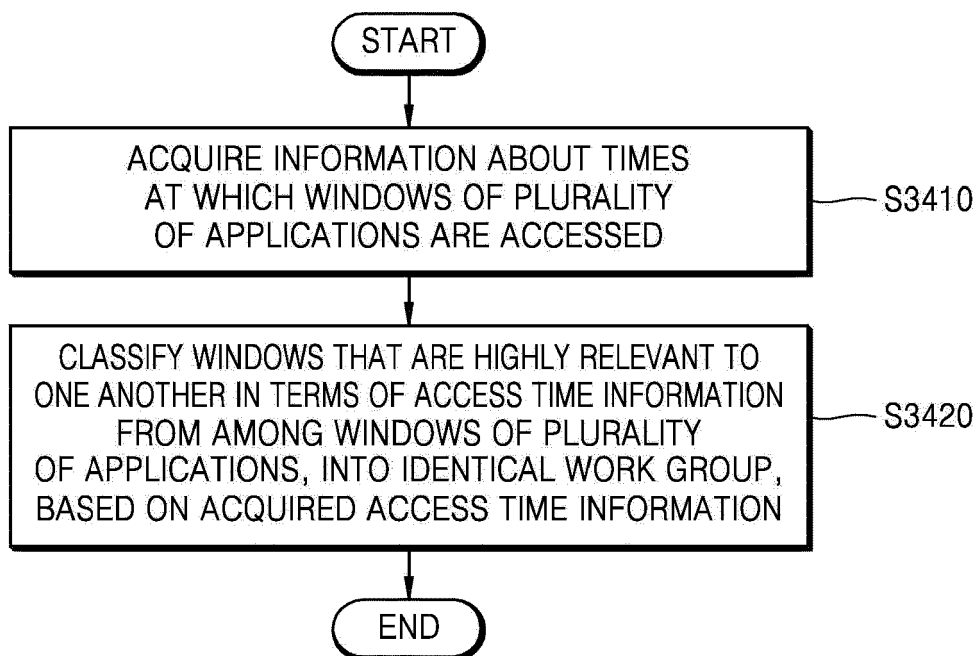 START
ACQUIRE INFORMATION ABOUT TIMES
AT WHICH WINDOWS OF PLURALITY
OF APPLICATIONS ARE ACCESSED
S3410
CLASSIFY WINDOWS THAT ARE HIGHLY RELEVANT TO
ONE ANOTHER IN TERMS OF ACCESS TIME INFORMATION
FROM AMONG WINDOWS OF PLURALITY
OF APPLICATIONS, INTO IDENTICAL WORK GROUP,
BASED ON ACQUIRED ACCESS TIME INFORMATION
S3420
END